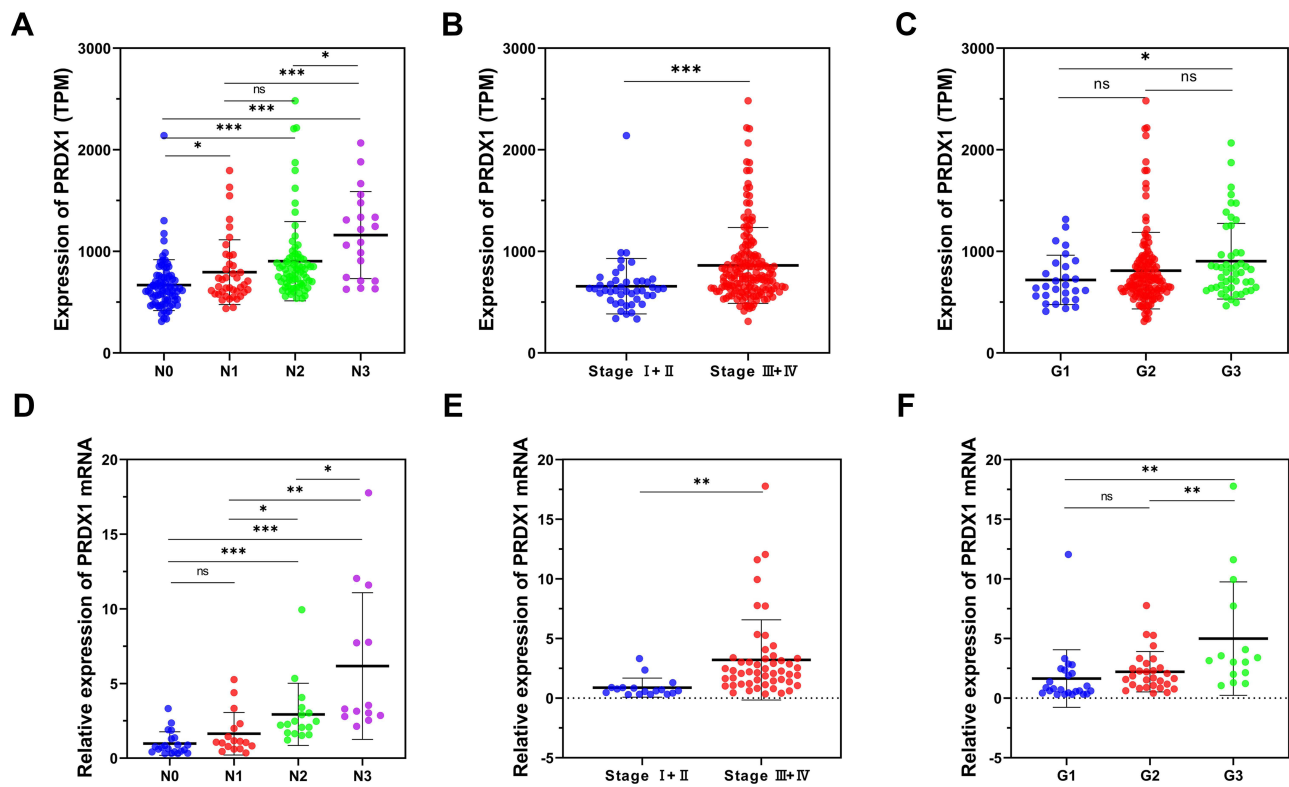 A
Expression of PRDX1 (TPM)
3000
2000
1000
0
*
***
ns
***
***
*
N0 N1 N2 N3
B
Expression of PRDX1 (TPM)
3000
2000
1000
0
***
Stage Ⅰ+Ⅱ Stage Ⅲ+Ⅳ
C
Expression of PRDX1 (TPM)
3000
2000
1000
0
*
ns
ns
G1 G2 G3
D
Relative expression of PRDX1 mRNA
20
15
10
5
0
*
**
*
***
***
ns
N0 N1 N2 N3
E
Relative expression of PRDX1 mRNA
20
15
10
5
0
-5
**
Stage Ⅰ+Ⅱ Stage Ⅲ+Ⅳ
F
Relative expression of PRDX1 mRNA
20
15
10
5
0
-5
**
ns
**
G1 G2 G3